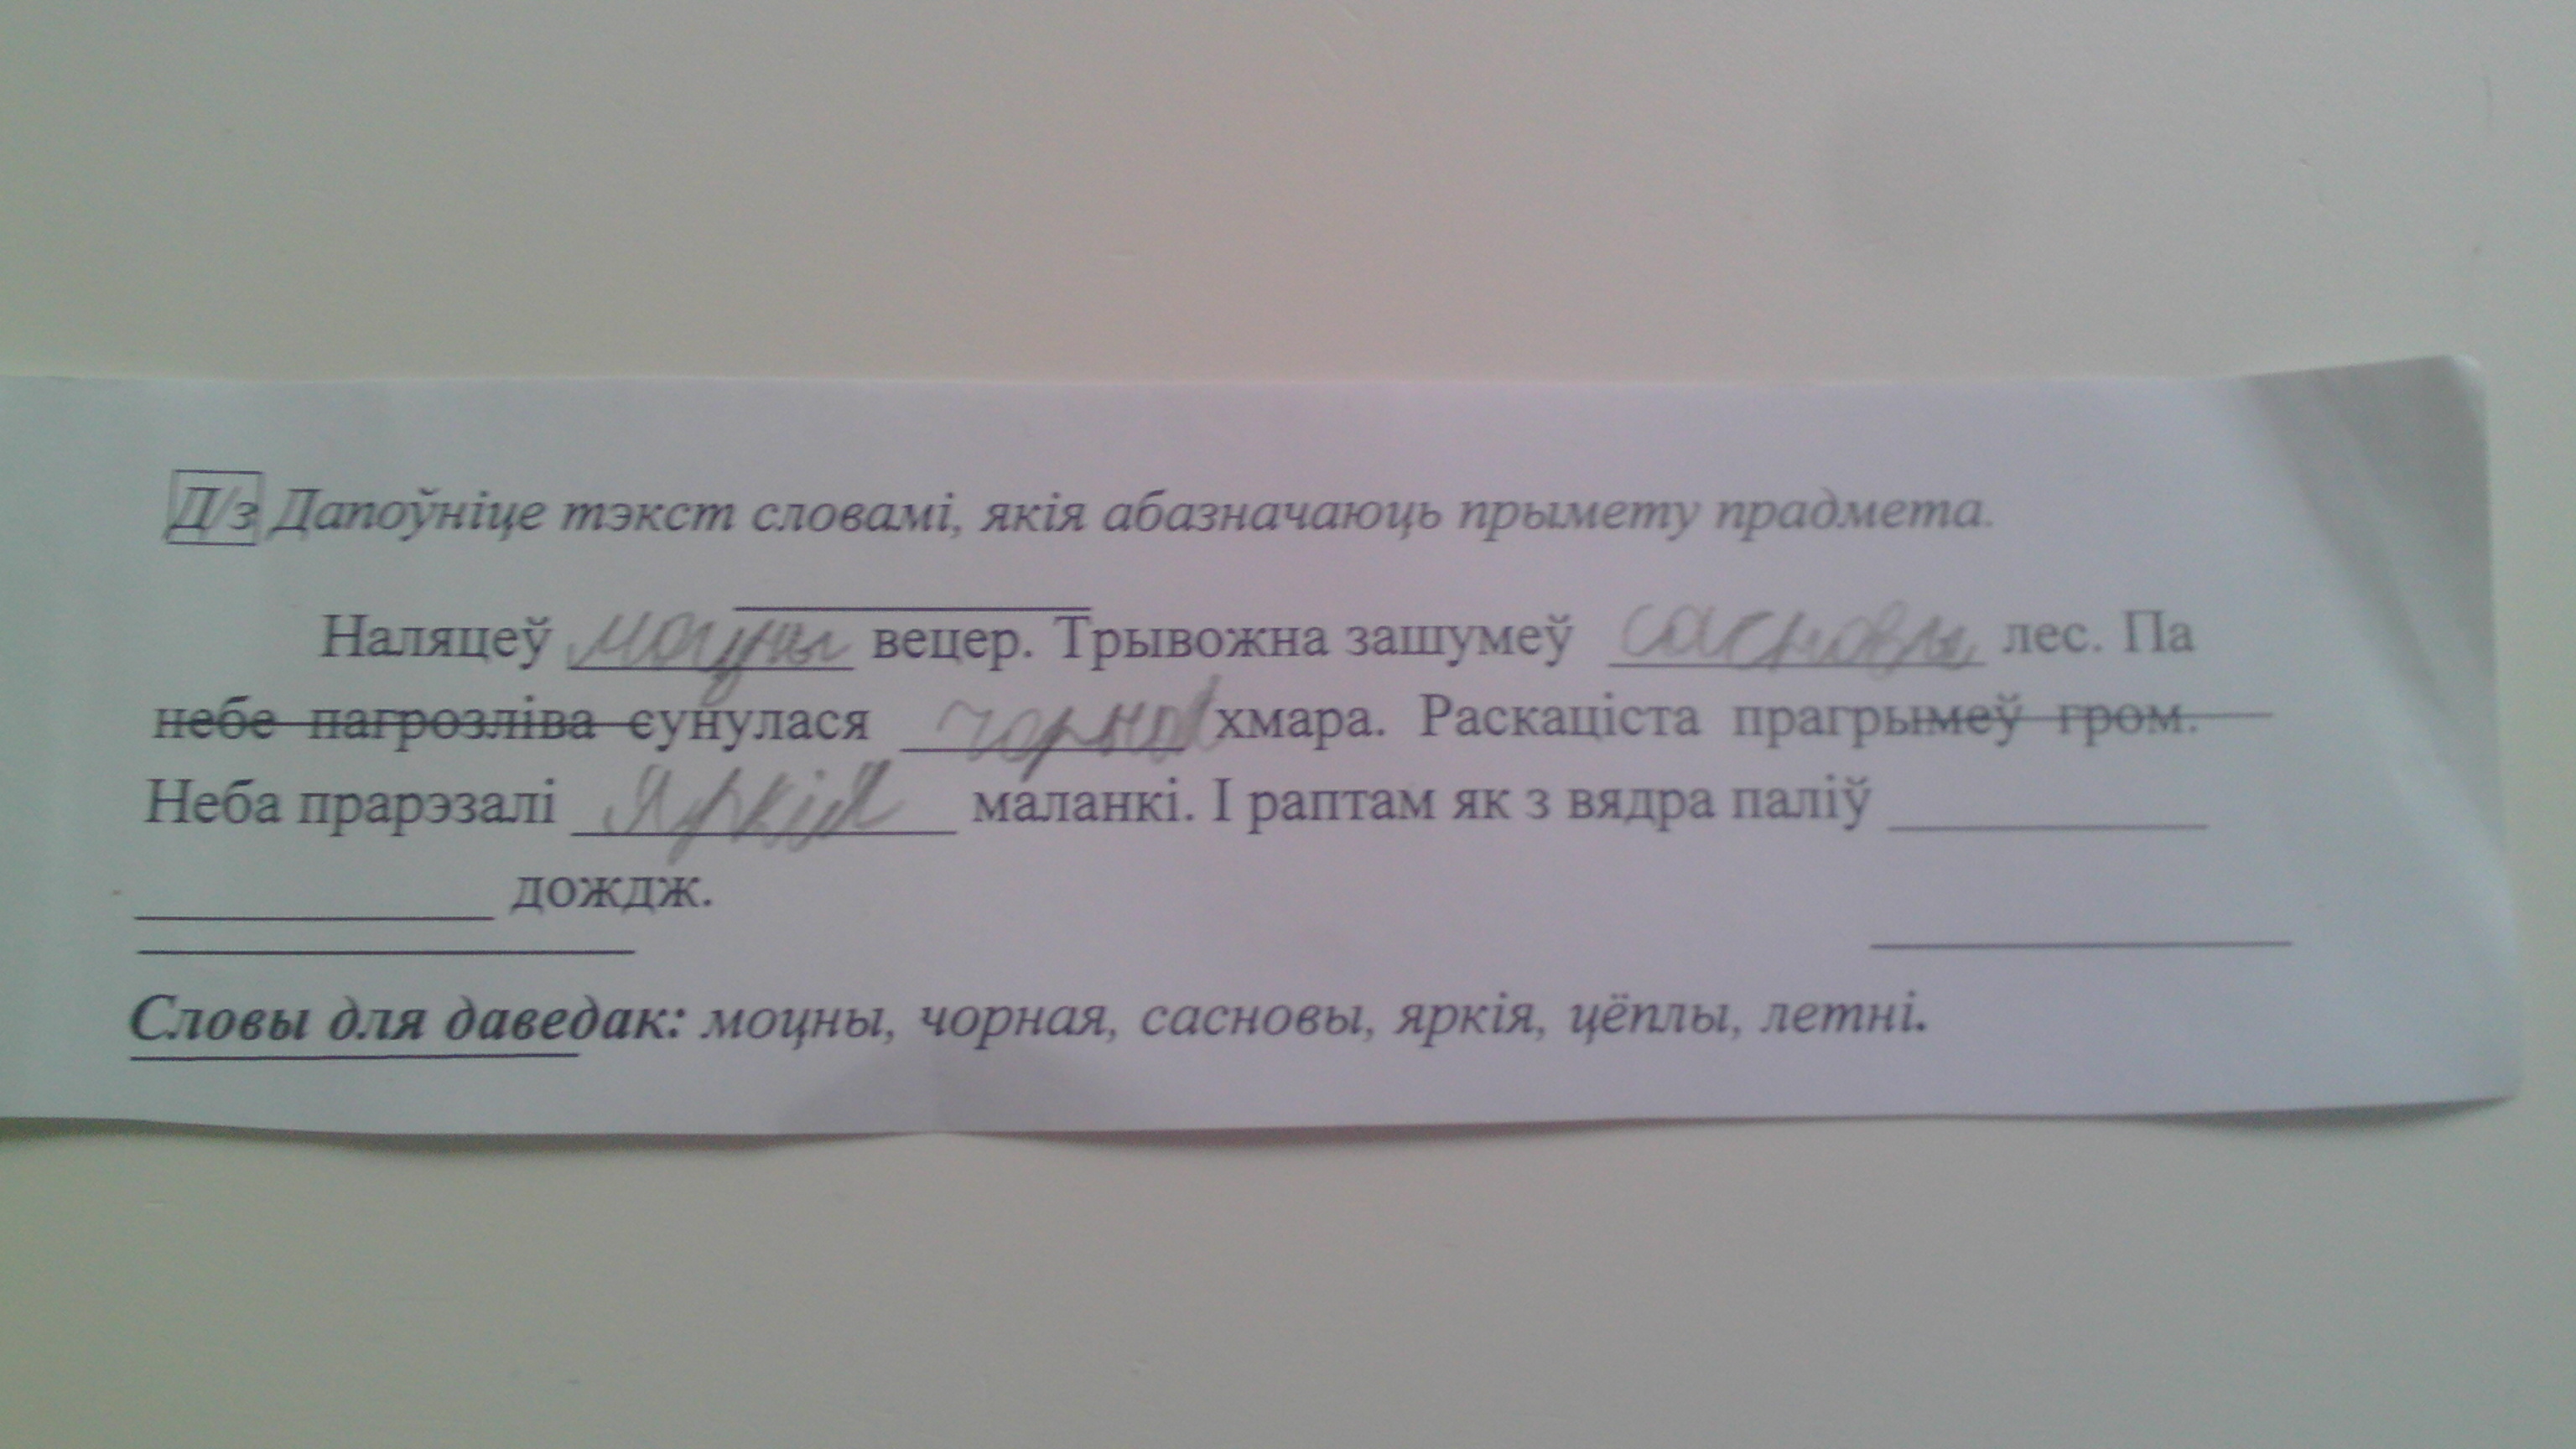 Д/з Дапоўніце тэкст словамі, якія абазначаюць прымету прадмета.
Наляцеў моцны вецер. Трывожна зашумеў сасновы лес. Па
небе пагрозліва сунулася чорная хмара. Раскаціста прагрымеў гром.
Неба прарэзалі яркія маланкі. І раптам як з вядра паліў
дождж.
Словы для даведак: моцны, чорная, сасновы, яркія, цёплы, летні.